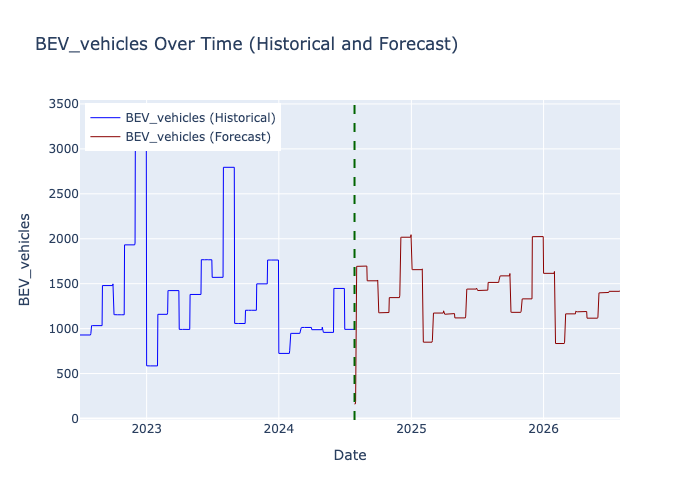 BEV_vehicles Over Time (Historical and Forecast)
3500
3000
2500
2000
1500
1000
500
0
BEV_vehicles (Historical)
BEV_vehicles (Forecast)
BEV_vehicles
2023
2024
2025
2026
Date